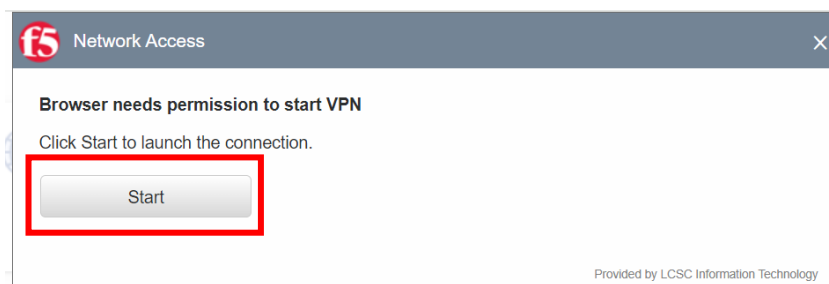 f5 Network Access
Browser needs permission to start VPN
Click Start to launch the connection.
Start
Provided by LCSC Information Technology